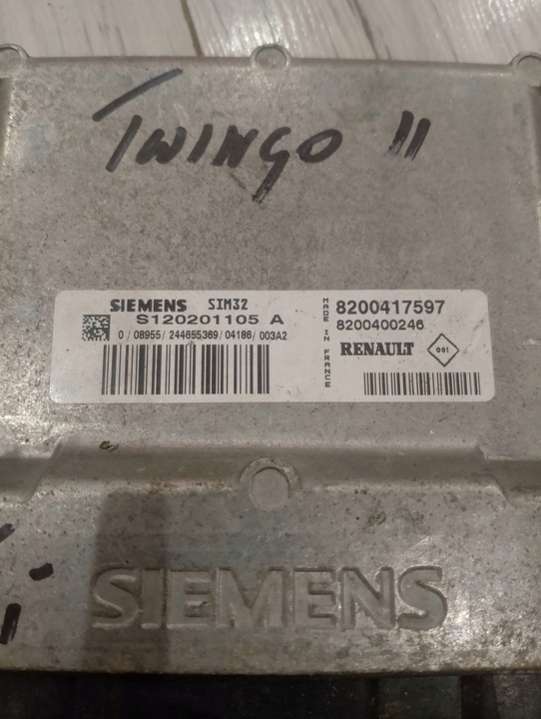 TWINGO II
SIEMENS SIM32
S120201105 A
0/08955/244655369/04186/003A2
MADE IN FRANCE
8200417597
8200400246
RENAULT 001
SIEMENS